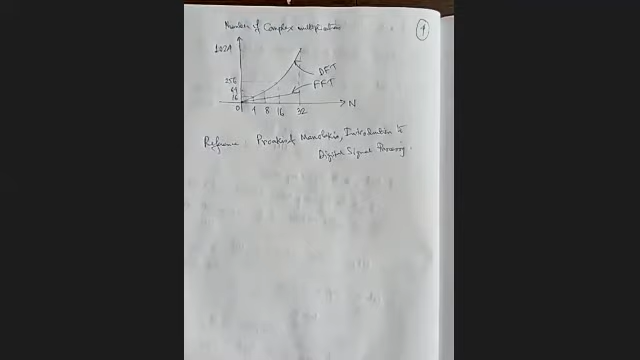 Number of Complex multiplications
9
1024
256
64
16
0 4 8 16 32 N
DFT
FFT
Reference: Proakis & Manolakis, Introduction to
Digital Signal Processing.